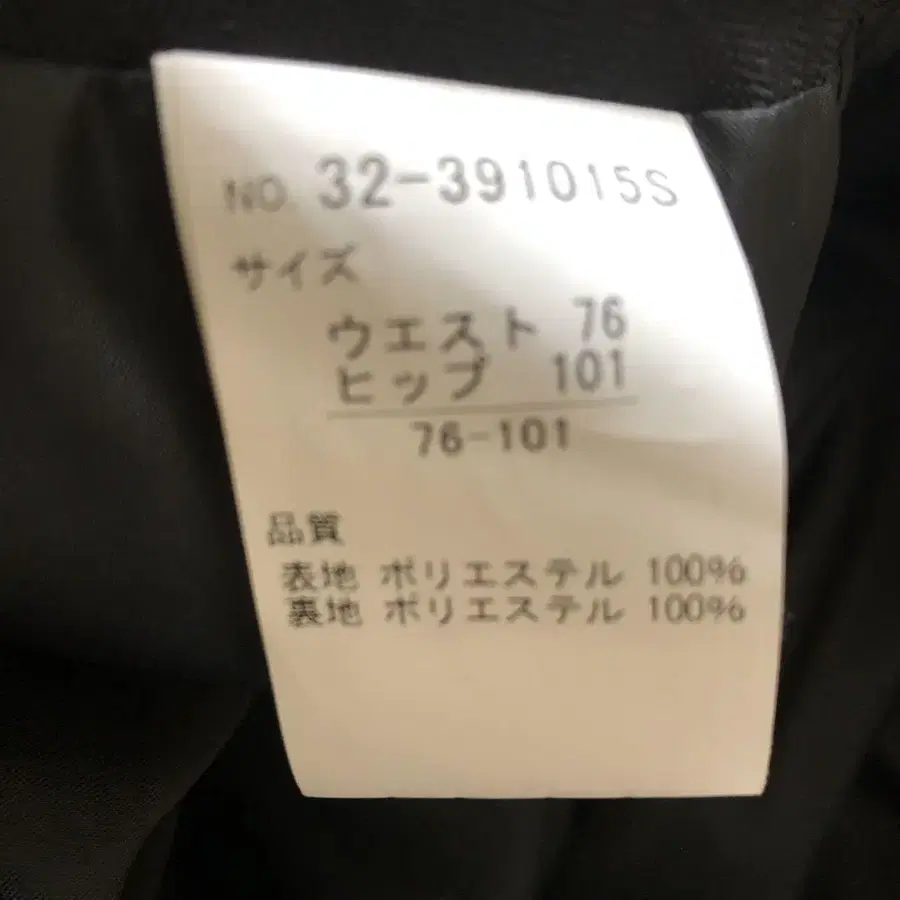 NO. 32-391015S
サイズ
ウエスト 76
ヒップ 101
76-101
品質
表地 ポリエステル 100%
裏地 ポリエステル 100%